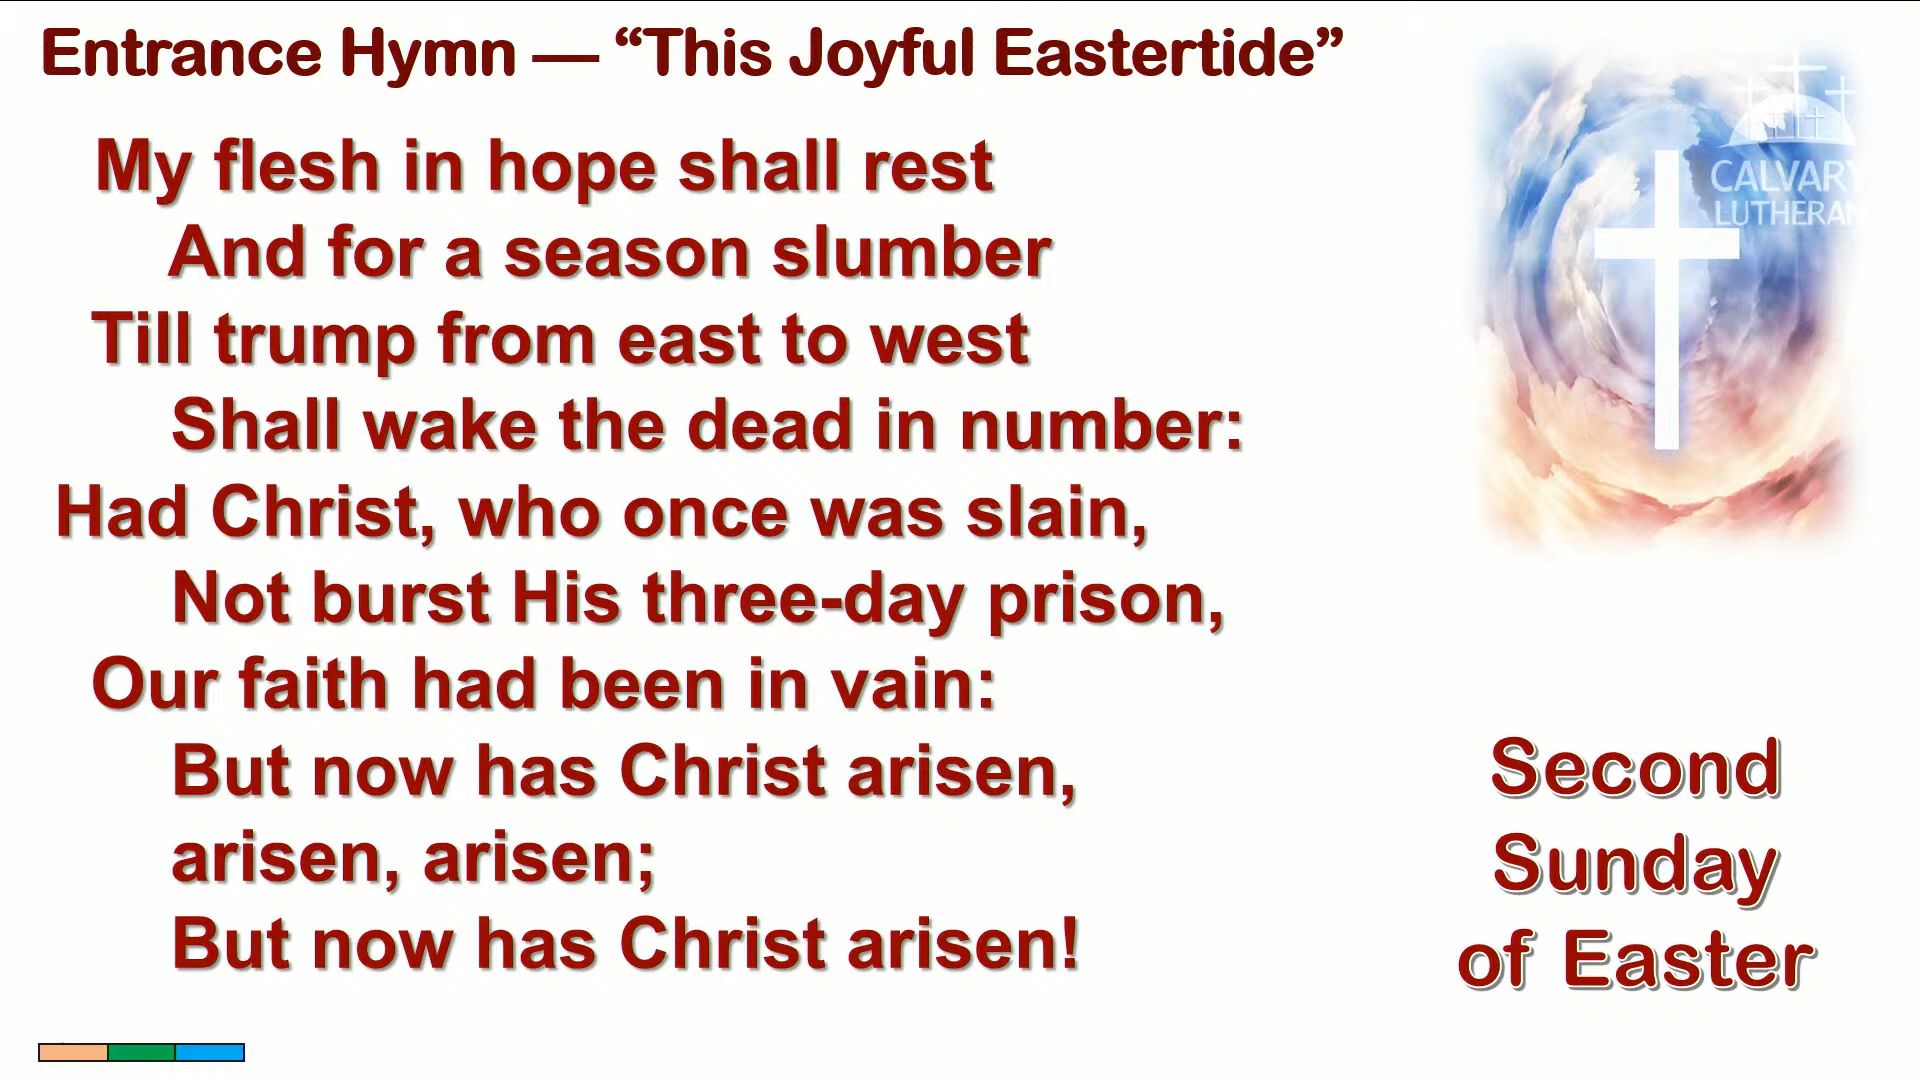 Entrance Hymn — “This Joyful Eastertide”
My flesh in hope shall rest
And for a season slumber
Till trump from east to west
Shall wake the dead in number:
Had Christ, who once was slain,
Not burst His three-day prison,
Our faith had been in vain:
But now has Christ arisen,
arisen, arisen;
But now has Christ arisen!
CALVARY
LUTHERAN
Second
Sunday
of Easter